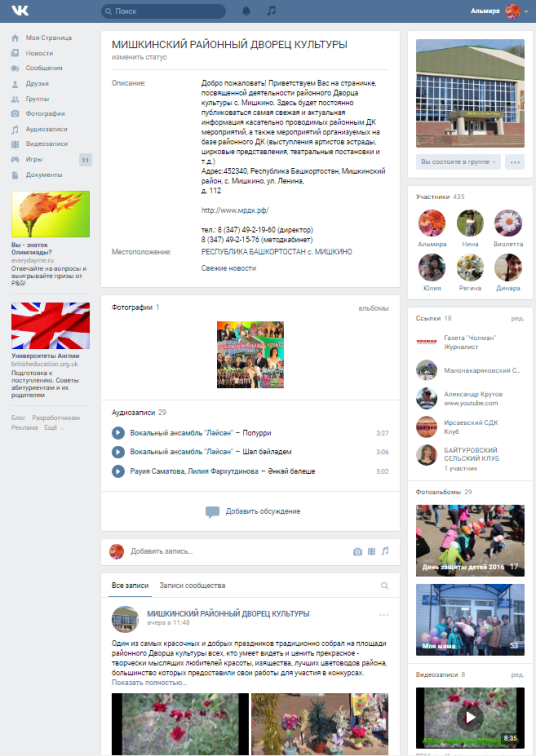 Поиск
Альмира
Моя Страница
Новости
Сообщения
Друзья
Группы
Фотографии
Аудиозаписи
Видеозаписи
Игры
11
Документы
Вы - знаток
Олимпиады?
everydayme.ru
Отвечайте на вопросы и
выигрывайте призы от
P&G!
Университеты Англии
britisheducation.org.uk
Подготовка к
поступлению. Советы
абитуриентам и их
родителям
Блог Разработчикам
Реклама Ещё
МИШКИНСКИЙ РАЙОННЫЙ ДВОРЕЦ КУЛЬТУРЫ
изменить статус
Описание:
Добро пожаловать! Приветствуем Вас на страничке,
посвященной деятельности районного Дворца
культуры с. Мишкино. Здесь будет постоянно
публиковаться самая свежая и актуальная
информация касательно проводимых районным ДК
мероприятий, а также мероприятий организуемых на
базе районного ДК (выступления артистов эстрады,
цирковые представления, театральные постановки и
т.д.)
Адрес:452340, Республика Башкортостан, Мишкинский
район, с. Мишкино, ул. Ленина,
д. 112
http://www.мрдк.рф/
тел.: 8 (347) 49-2-19-60 (директор)
8 (347) 49-2-15-76 (методкабинет)
Местоположение:
РЕСПУБЛИКА БАШКОРТОСТАН с. МИШКИНО
Свежие новости
Фотографии 1
альбомы
Аудиозаписи 29
Вокальный ансамбль "Ләйсән" – Попурри
3:27
Вокальный ансамбль "Ләйсән" – Шәл бәйләдем
3:06
Рауия Саматова, Лилия Фархутдинова – Әнкәй бәлеше
5:02
Добавить обсуждение
Добавить запись...
Все записи
Записи сообщества
МИШКИНСКИЙ РАЙОННЫЙ ДВОРЕЦ КУЛЬТУРЫ
вчера в 11:48
Один из самых красочных и добрых праздников традиционно собрал на площади
районного Дворца культуры всех, кто умеет видеть и ценить прекрасное -
творчески мыслящих любителей красоты, изящества, лучших цветоводов района,
большинство которых предоставили свои работы для участия в конкурсах.
Показать полностью...
Вы состоите в группе
Участники 435
Альмира
Нина
Виолетта
Юлия
Регина
Динара
Ссылки 18
ред.
Газета "Чолман"
Журналист
Малонакаряковский С...
Александр Крутов
www.youtube.com
Ирсаевский СДК
Клуб
БАЙТУРОВСКИЙ
СЕЛЬСКИЙ КЛУБ
1 участник
Фотоальбомы 29
День защиты детей 2016
17
Моя мама
53
Видеозаписи 8
ред.
8:35